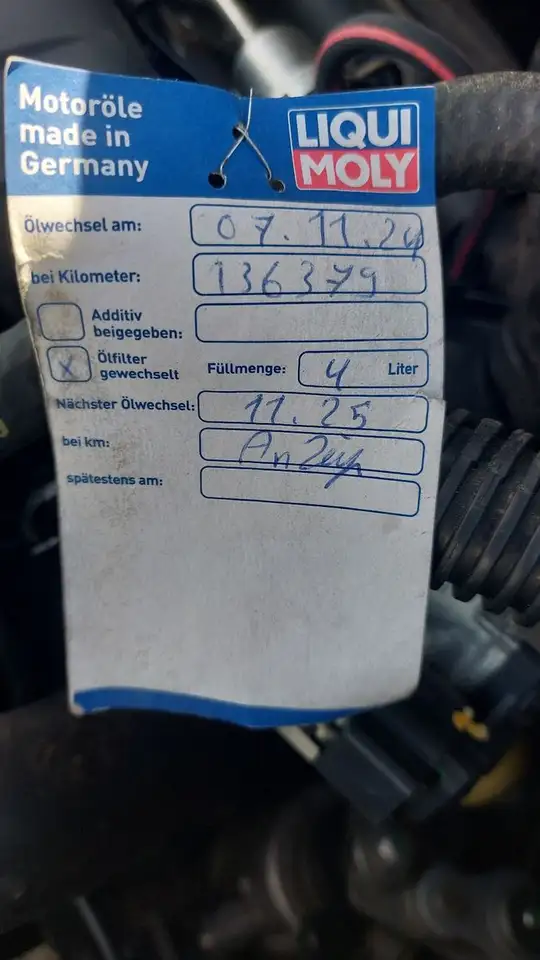 Motoröle
made in
Germany
LIQUI
MOLY
Ölwechsel am: 07.11.24
bei Kilometer: 136379
Additiv
beigegeben:
x Ölfilter
gewechselt Füllmenge: 4 Liter
Nächster Ölwechsel: 11.25
bei km:
spätestens am: